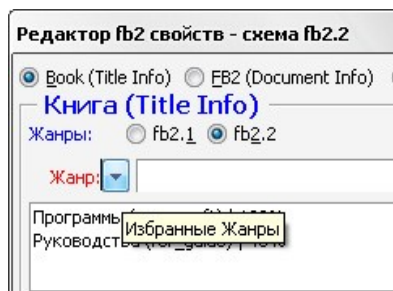 Редактор fb2 свойств - схема fb2.2
Book (Title Info) FB2 (Document Info)
Книга (Title Info)
Жанры: fb2.1 fb2.2
Жанр:
Программы
Избранные Жанры
Руководства